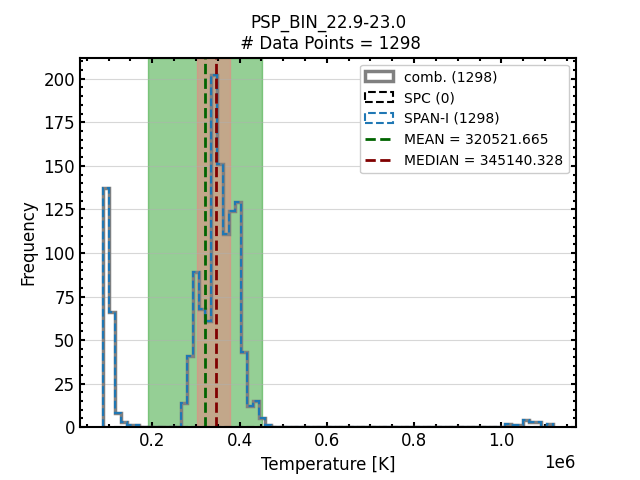 PSP_BIN_22.9-23.0
# Data Points = 1298
comb. (1298)
SPC (0)
SPAN-I (1298)
MEAN = 320521.665
MEDIAN = 345140.328
Frequency
200
175
150
125
100
75
50
25
0
0.2 0.4 0.6 0.8 1.0
Temperature [K]
1e6